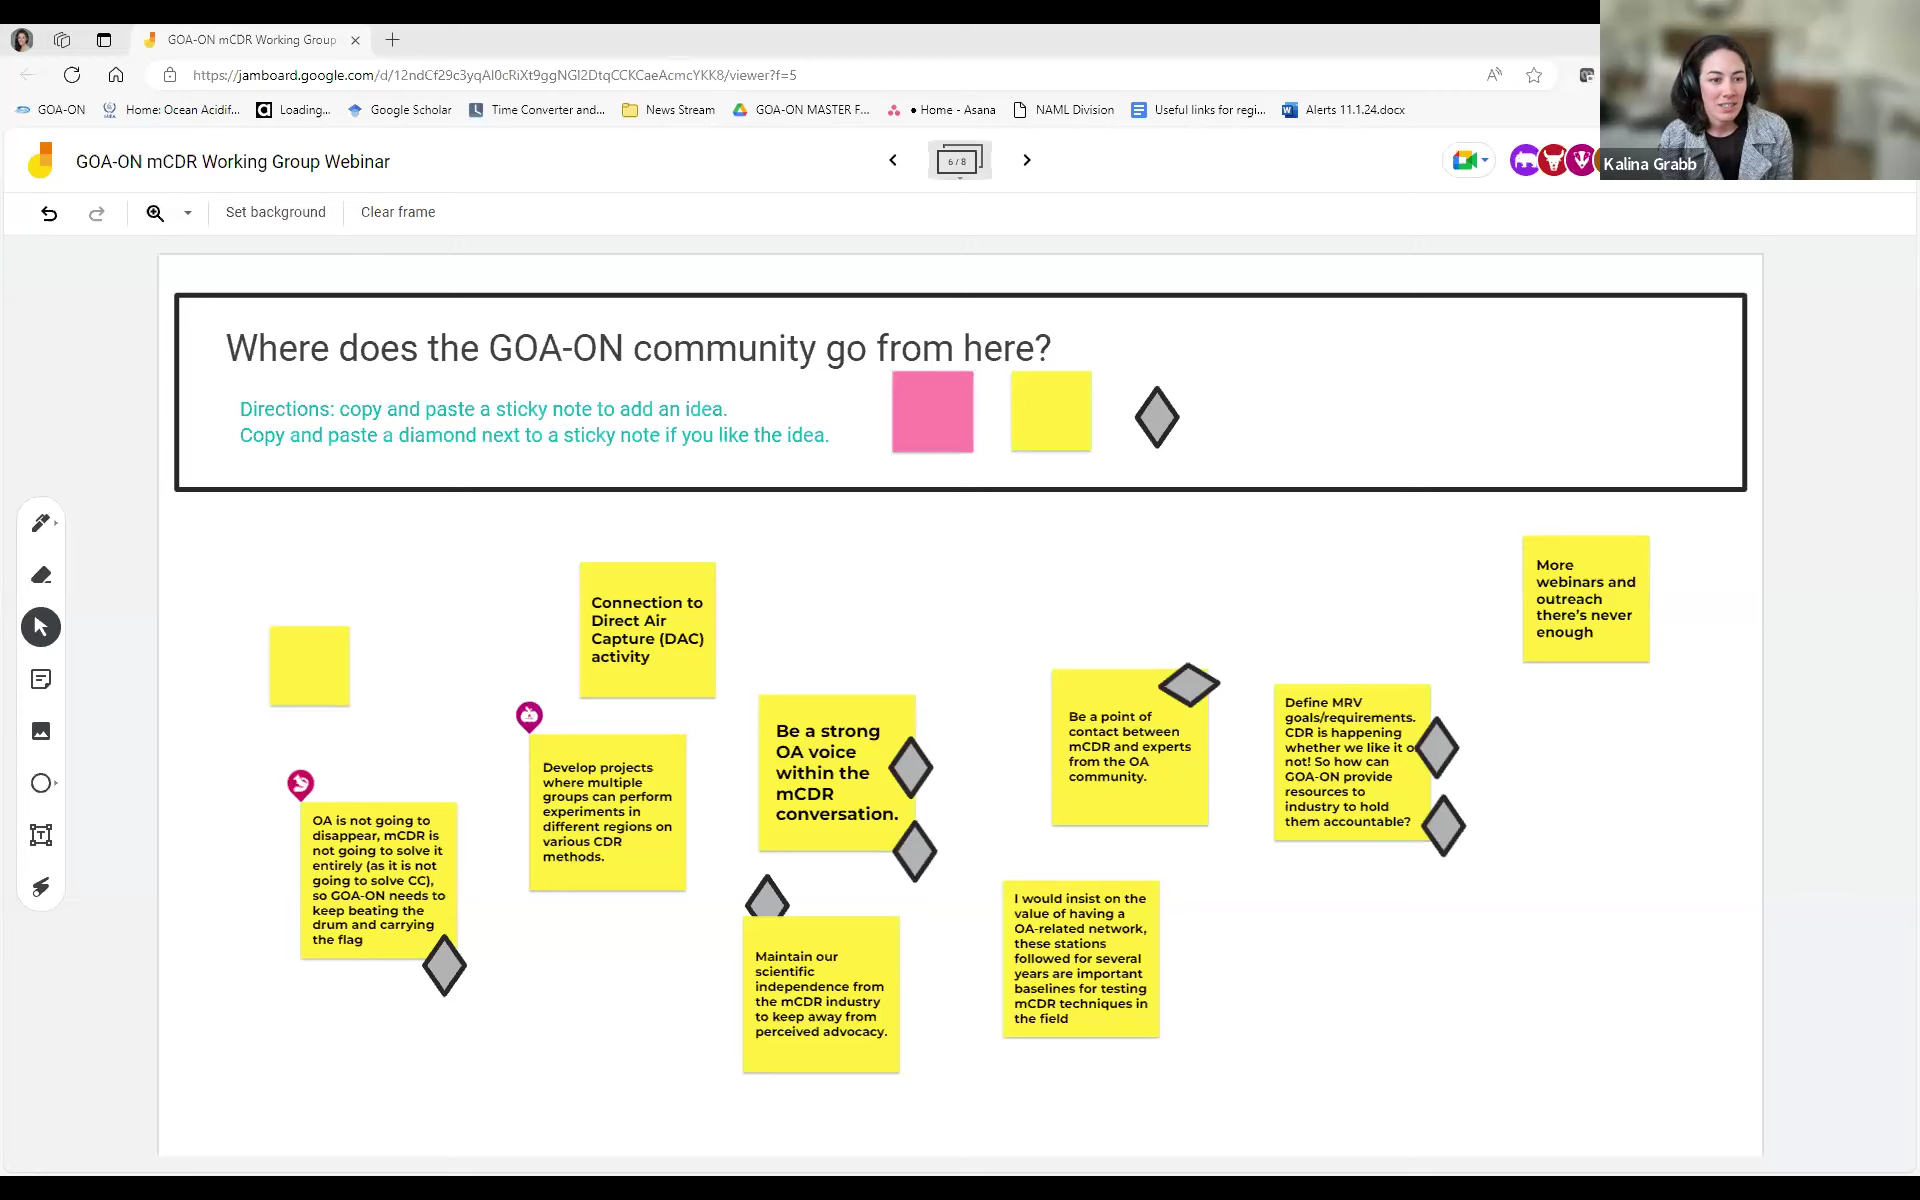 GOA-ON mCDR Working Group
https://jamboard.google.com/d/12ndCf29c3yqAI0cRiXt9ggNGI2DtqCCKCaeAcmcYKK8/viewer?f=5
GOA-ON
Home: Ocean Acidif...
Loading...
Google Scholar
Time Converter and...
News Stream
GOA-ON MASTER F...
• Home - Asana
NAML Division
Useful links for regi...
Alerts 11.1.24.docx
Kalina Grabb
GOA-ON mCDR Working Group Webinar
6 / 8
Set background
Clear frame
Where does the GOA-ON community go from here?
Directions: copy and paste a sticky note to add an idea.
Copy and paste a diamond next to a sticky note if you like the idea.
More
webinars and
outreach
there's never
enough
Connection to
Direct Air
Capture (DAC)
activity
Be a strong
OA voice
within the
mCDR
conversation.
Be a point of
contact between
mCDR and experts
from the OA
community.
Define MRV
goals/requirements.
CDR is happening
whether we like it o
not! So how can
GOA-ON provide
resources to
industry to hold
them accountable?
Develop projects
where multiple
groups can perform
experiments in
different regions on
various CDR
methods.
OA is not going to
disappear, mCDR is
not going to solve it
entirely (as it is not
going to solve CC),
so GOA-ON needs to
keep beating the
drum and carrying
the flag
Maintain our
scientific
independence from
the mCDR industry
to keep away from
perceived advocacy.
I would insist on the
value of having a
OA-related network,
these stations
followed for several
years are important
baselines for testing
mCDR techniques in
the field